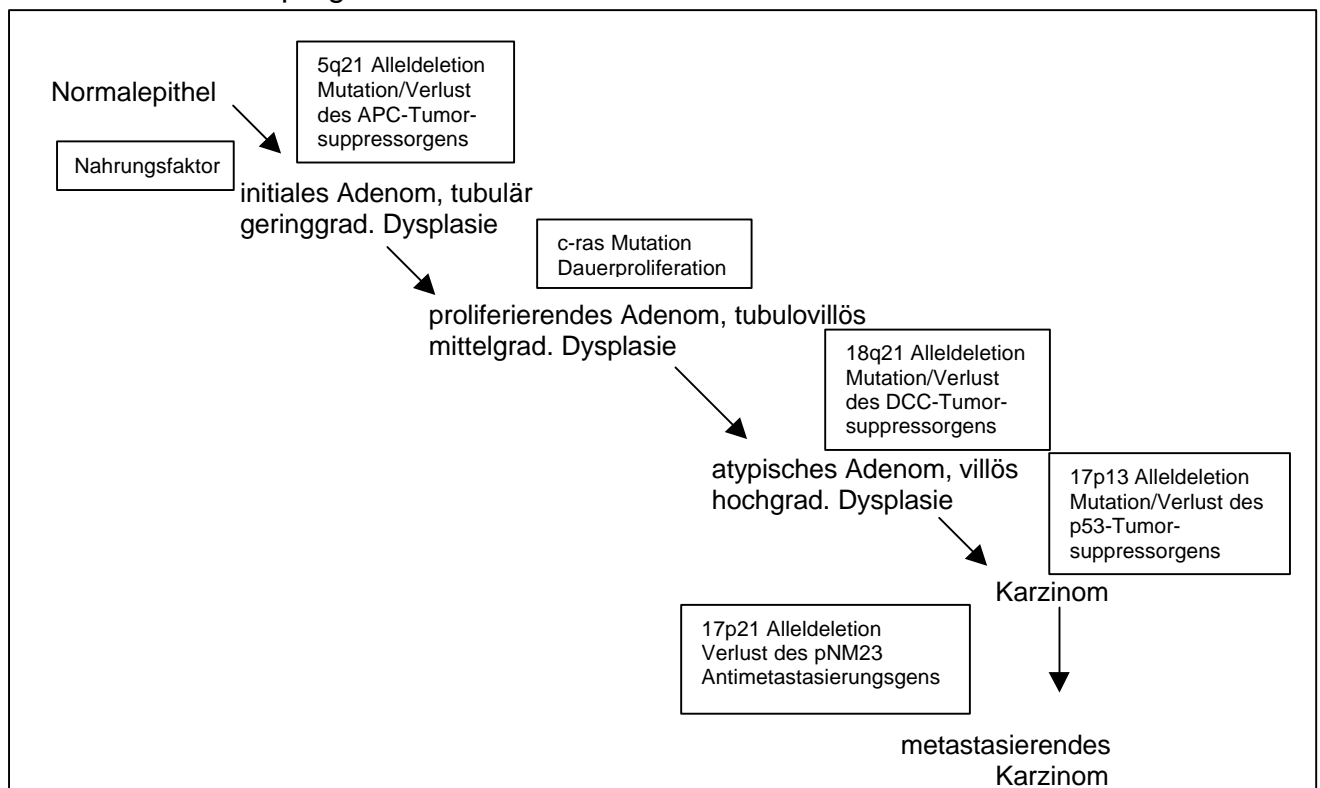 5q21 Alleldeletion
Mutation/Verlust
des APC-Tumor-
suppressorgens
Normalepithel
Nahrungsfaktor
initiales Adenom, tubulär
geringgrad. Dysplasie
c-ras Mutation
Dauerproliferation
proliferierendes Adenom, tubulovillös
mittelgrad. Dysplasie
18q21 Alleldeletion
Mutation/Verlust
des DCC-Tumor-
suppressorgens
atypisches Adenom, villös
hochgrad. Dysplasie
17p13 Alleldeletion
Mutation/Verlust des
p53-Tumor-
suppressorgens
Karzinom
17p21 Alleldeletion
Verlust des pNM23
Antimetastasierungsgens
metastasierendes
Karzinom